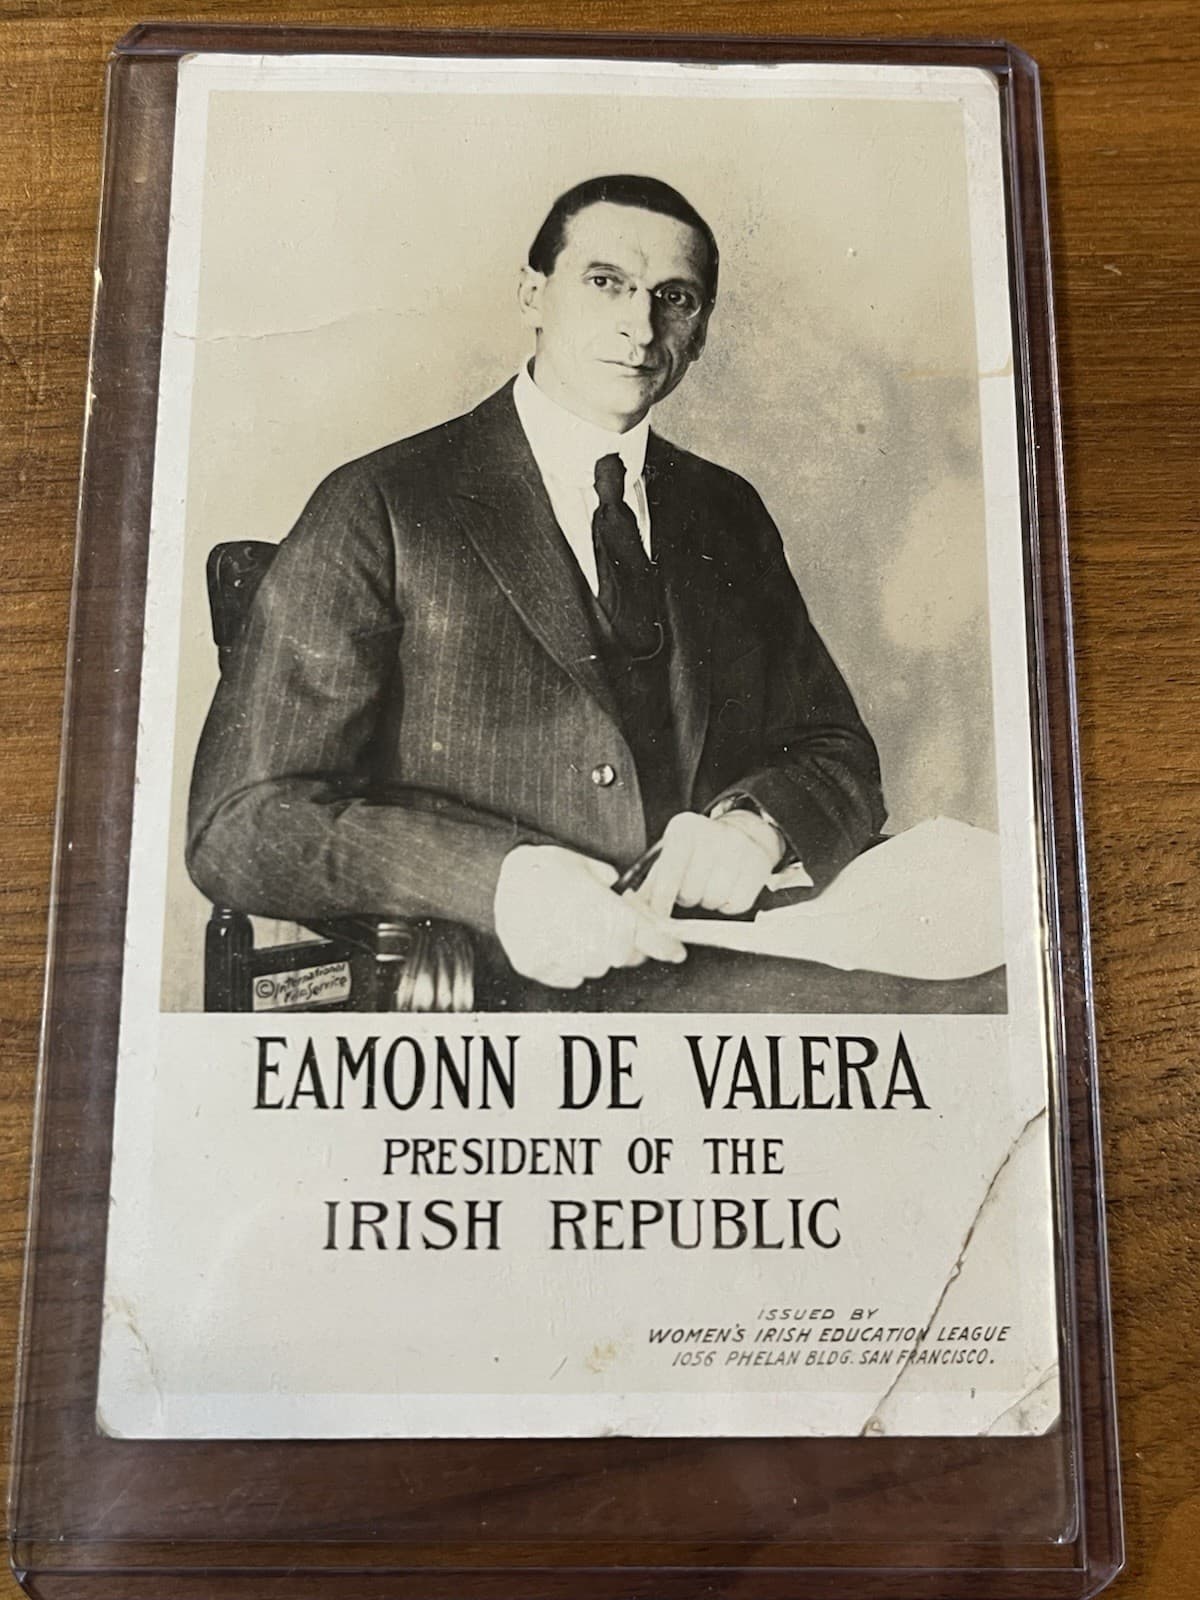 © International
Film Service
EAMONN DE VALERA
PRESIDENT OF THE
IRISH REPUBLIC
ISSUED BY
WOMEN'S IRISH EDUCATION LEAGUE
1056 PHELAN BLDG. SAN FRANCISCO.